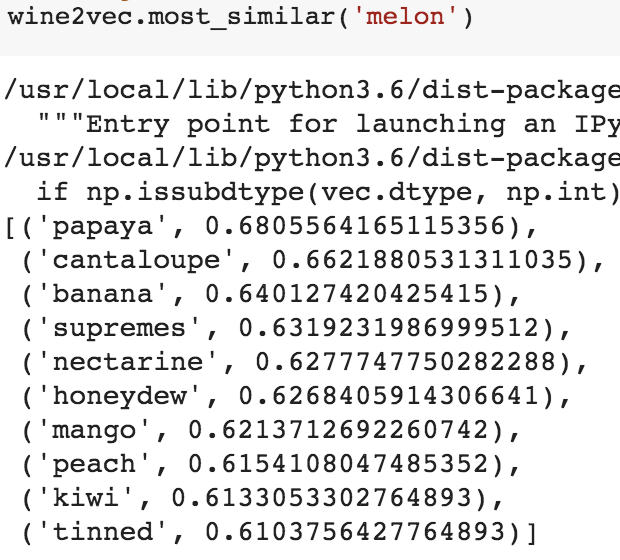 wine2vec.most_similar('melon')
/usr/local/lib/python3.6/dist-package
"""Entry point for launching an IPy
/usr/local/lib/python3.6/dist-package
if np.issubdtype(vec.dtype, np.int)
[('papaya', 0.6805564165115356),
('cantaloupe', 0.6621880531311035),
('banana', 0.640127420425415),
('supremes', 0.6319231986999512),
('nectarine', 0.6277747750282288),
('honeydew', 0.6268405914306641),
('mango', 0.6213712692260742),
('peach', 0.6154108047485352),
('kiwi', 0.6133053302764893),
('tinned', 0.6103756427764893)]